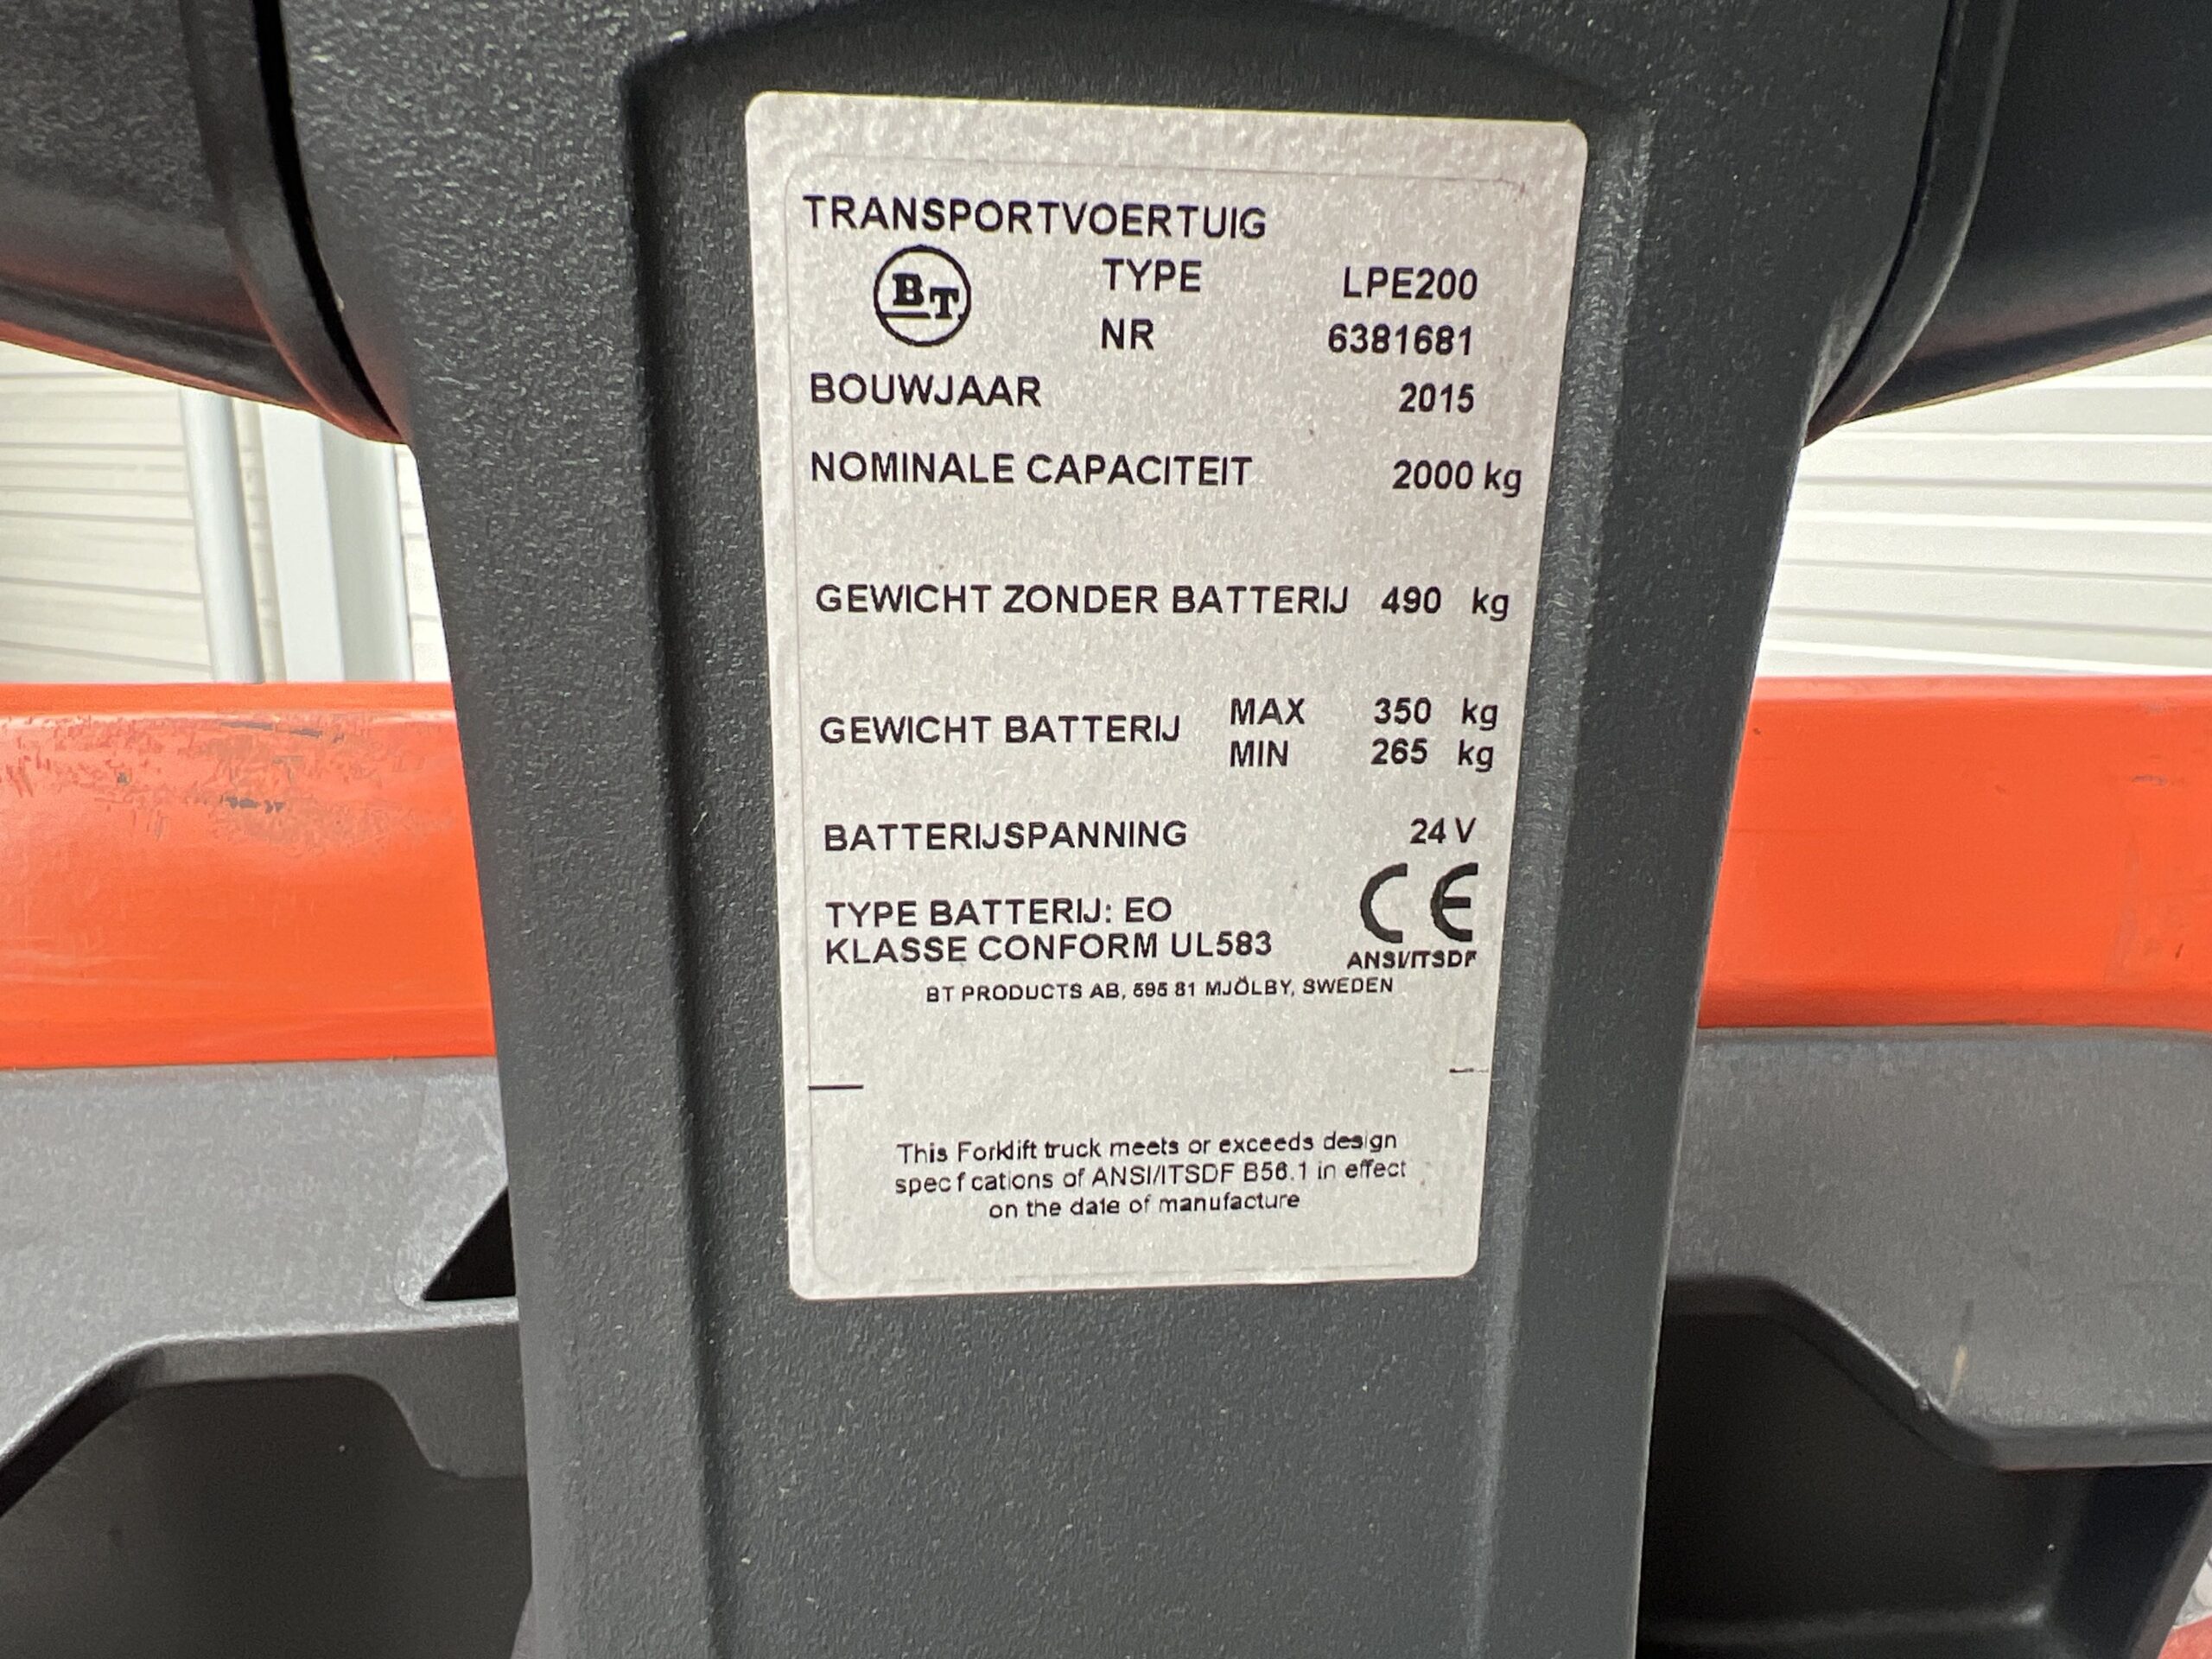 TRANSPORTVOERTUIG
BT TYPE LPE200
NR 6381681
BOUWJAAR 2015
NOMINALE CAPACITEIT 2000 kg
GEWICHT ZONDER BATTERIJ 490 kg
GEWICHT BATTERIJ MAX 350 kg
MIN 265 kg
BATTERIJSPANNING 24 V
TYPE BATTERIJ: EO
KLASSE CONFORM UL583
CE
ANSI/ITSDF
BT PRODUCTS AB, 595 81 MJÖLBY, SWEDEN
This Forklift truck meets or exceeds design
specifications of ANSI/ITSDF B56.1 in effect
on the date of manufacture